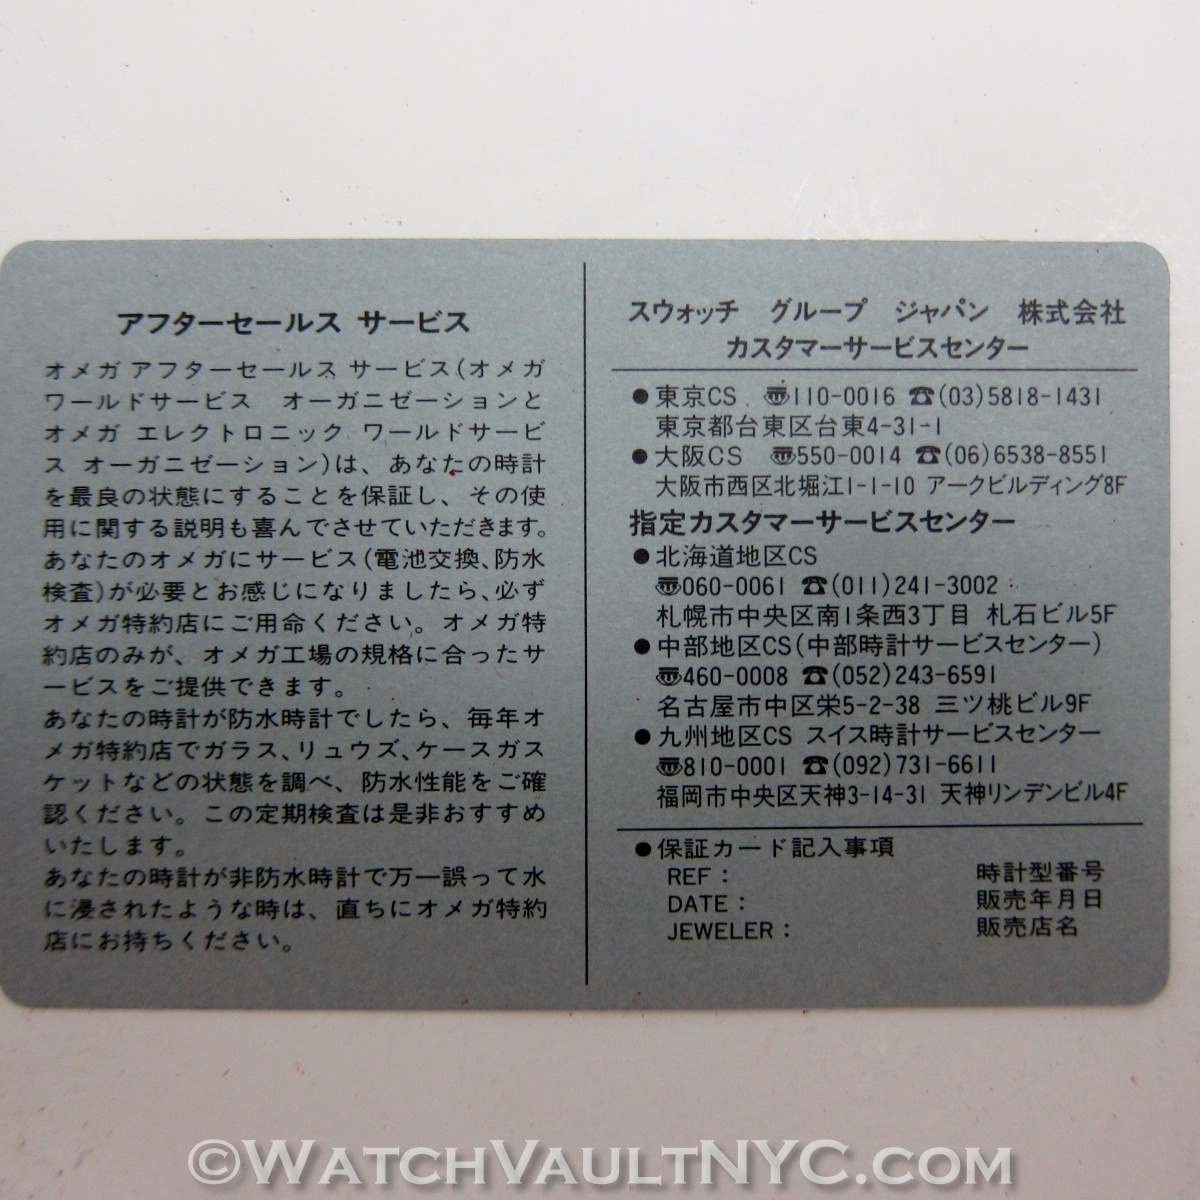 アフターセールス サービス
オメガ アフターセールス サービス(オメガ
ワールドサービス オーガニゼーションと
オメガ エレクトロニック ワールドサービ
ス オーガニゼーション)は、あなたの時計
を最良の状態にすることを保証し、その使
用に関する説明も喜んでさせていただきます。
あなたのオメガにサービス(電池交換、防水
検査)が必要とお感じになりましたら、必ず
オメガ特約店にご用命ください。オメガ特
約店のみが、オメガ工場の規格に合ったサ
ービスをご提供できます。
あなたの時計が防水時計でしたら、毎年オ
メガ特約店でガラス、リュウズ、ケースガス
ケットなどの状態を調べ、防水性能をご確
認ください。この定期検査は是非おすすめ
いたします。
あなたの時計が非防水時計で万一誤って水
に浸されたような時は、直ちにオメガ特約
店にお持ちください。
スウォッチ グループ ジャパン 株式会社
カスタマーサービスセンター
●東京CS 〠110-0016 ☎(03)5818-1431
東京都台東区台東4-31-1
●大阪CS 〠550-0014 ☎(06)6538-8551
大阪市西区北堀江1-1-10 アークビルディング8F
指定カスタマーサービスセンター
●北海道地区CS
〠060-0061 ☎(011)241-3002
札幌市中央区南1条西3丁目 札石ビル5F
●中部地区CS(中部時計サービスセンター)
〠460-0008 ☎(052)243-6591
名古屋市中区栄5-2-38 三ツ桃ビル9F
●九州地区CS スイス時計サービスセンター
〠810-0001 ☎(092)731-6611
福岡市中央区天神3-14-31 天神リンデンビル4F
●保証カード記入事項
REF: 時計型番号
DATE: 販売年月日
JEWELER: 販売店名
©WATCHVAULTNYC.COM